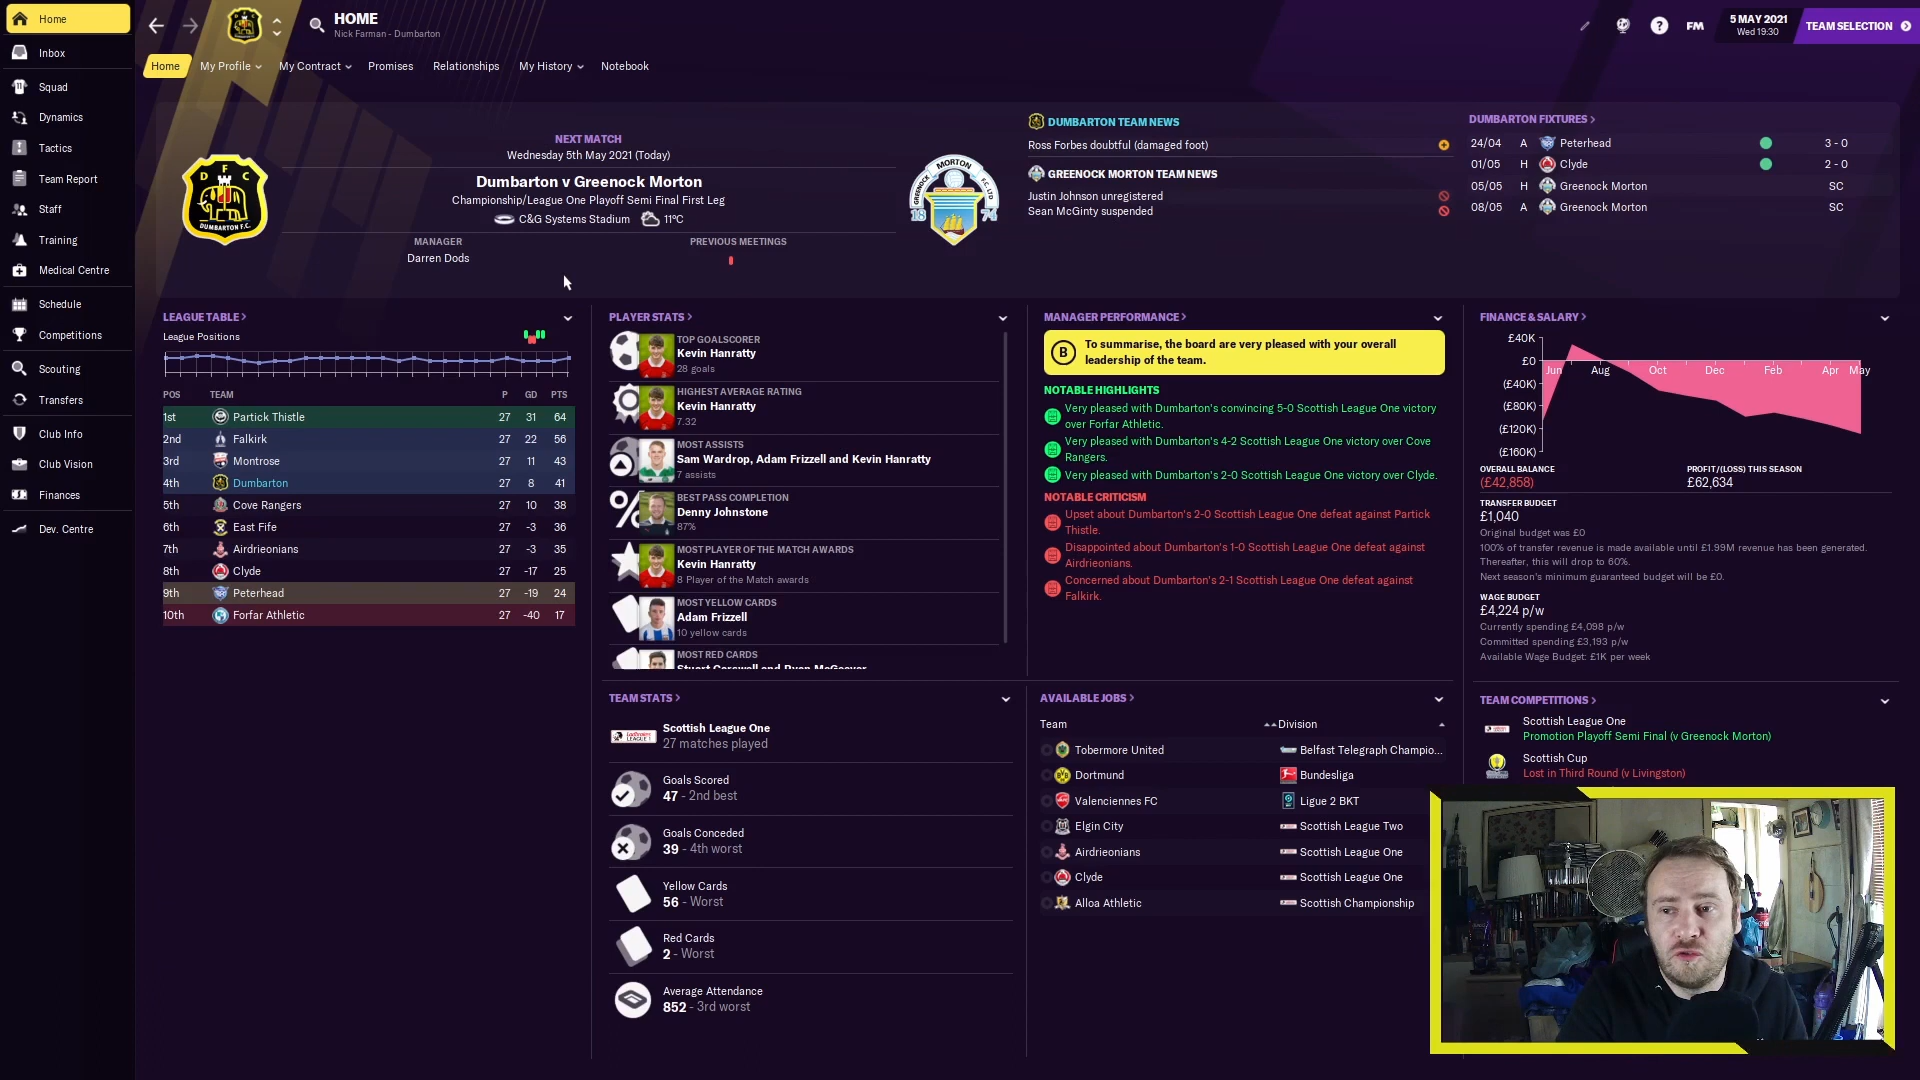 Home
Inbox
Squad
Dynamics
Tactics
Team Report
Staff
Training
Medical Centre
Schedule
Competitions
Scouting
Transfers
Club Info
Club Vision
Finances
Dev. Centre
HOME
Nick Farman - Dumbarton
FM
5 MAY 2021
Wed 19:30
TEAM SELECTION
Home My Profile My Contract Promises Relationships My History Notebook
NEXT MATCH
Wednesday 5th May 2021 (Today)
Dumbarton v Greenock Morton
Championship/League One Playoff Semi Final First Leg
C&G Systems Stadium 11°C
MANAGER
Darren Dods
PREVIOUS MEETINGS
D F C
DUMBARTON F.C.
GREENOCK MORTON F.C. LTD
18 74
DUMBARTON TEAM NEWS
Ross Forbes doubtful (damaged foot)
GREENOCK MORTON TEAM NEWS
Justin Johnson unregistered
Sean McGinty suspended
DUMBARTON FIXTURES >
24/04 A Peterhead 3 - 0
01/05 H Clyde 2 - 0
05/05 H Greenock Morton SC
08/05 A Greenock Morton SC
LEAGUE TABLE >
League Positions
POS TEAM P GD PTS
1st Partick Thistle 27 31 64
2nd Falkirk 27 22 56
3rd Montrose 27 11 43
4th Dumbarton 27 8 41
5th Cove Rangers 27 10 38
6th East Fife 27 -3 36
7th Airdrieonians 27 -3 35
8th Clyde 27 -17 25
9th Peterhead 27 -19 24
10th Forfar Athletic 27 -40 17
PLAYER STATS >
TOP GOALSCORER
Kevin Hanratty
28 goals
HIGHEST AVERAGE RATING
Kevin Hanratty
7.32
MOST ASSISTS
Sam Wardrop, Adam Frizzell and Kevin Hanratty
7 assists
BEST PASS COMPLETION
Denny Johnstone
87%
MOST PLAYER OF THE MATCH AWARDS
Kevin Hanratty
8 Player of the Match awards
MOST YELLOW CARDS
Adam Frizzell
10 yellow cards
MOST RED CARDS
Stuart Carswell and Ryan McGeever
TEAM STATS >
Scottish League One
27 matches played
Goals Scored
47 - 2nd best
Goals Conceded
39 - 4th worst
Yellow Cards
56 - Worst
Red Cards
2 - Worst
Average Attendance
852 - 3rd worst
MANAGER PERFORMANCE >
B
To summarise, the board are very pleased with your overall
leadership of the team.
NOTABLE HIGHLIGHTS
Very pleased with Dumbarton's convincing 5-0 Scottish League One victory
over Forfar Athletic.
Very pleased with Dumbarton's 4-2 Scottish League One victory over Cove
Rangers.
Very pleased with Dumbarton's 2-0 Scottish League One victory over Clyde.
NOTABLE CRITICISM
Upset about Dumbarton's 2-0 Scottish League One defeat against Partick
Thistle.
Disappointed about Dumbarton's 1-0 Scottish League One defeat against
Airdrieonians.
Concerned about Dumbarton's 2-1 Scottish League One defeat against
Falkirk.
AVAILABLE JOBS >
Team Division
Tobermore United Belfast Telegraph Champio...
Dortmund Bundesliga
Valenciennes FC Ligue 2 BKT
Elgin City Scottish League Two
Airdrieonians Scottish League One
Clyde Scottish League One
Alloa Athletic Scottish Championship
FINANCE & SALARY >
£40K
£0
(£40K)
(£80K)
(£120K)
(£160K)
Jun Aug Oct Dec Feb Apr May
OVERALL BALANCE
(£42,858)
PROFIT/(LOSS) THIS SEASON
£62,634
TRANSFER BUDGET
£1,040
Original budget was £0
100% of transfer revenue is made available until £1.99M revenue has been generated.
Thereafter, this will drop to 60%.
Next season's minimum guaranteed budget will be £0.
WAGE BUDGET
£4,224 p/w
Currently spending £4,098 p/w
Committed spending £3,193 p/w
Available Wage Budget: £1K per week
TEAM COMPETITIONS >
Scottish League One
Promotion Playoff Semi Final (v Greenock Morton)
Scottish Cup
Lost in Third Round (v Livingston)